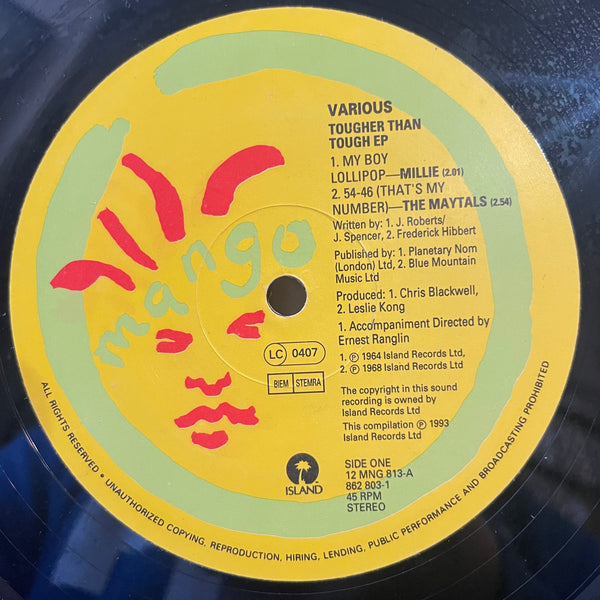 VARIOUS
TOUGHER THAN
TOUGH EP
1. MY BOY
LOLLIPOP—MILLIE (2.01)
2. 54-46 (THAT'S MY
NUMBER)—THE MAYTALS (2.54)
Written by: 1. J. Roberts/
J. Spencer, 2. Frederick Hibbert
Published by: 1. Planetary Nom
(London) Ltd, 2. Blue Mountain
Music Ltd
Produced: 1. Chris Blackwell,
2. Leslie Kong
1. Accompaniment Directed by
Ernest Ranglin
1. ℗ 1964 Island Records Ltd,
2. ℗ 1968 Island Records Ltd
The copyright in this sound
recording is owned by
Island Records Ltd
This compilation ℗ 1993
Island Records Ltd
mango
LC 0407
BIEM STEMRA
ISLAND
SIDE ONE
12 MNG 813-A
862 803-1
45 RPM
STEREO
ALL RIGHTS RESERVED • UNAUTHORIZED COPYING, REPRODUCTION, HIRING, LENDING, PUBLIC PERFORMANCE AND BROADCASTING PROHIBITED